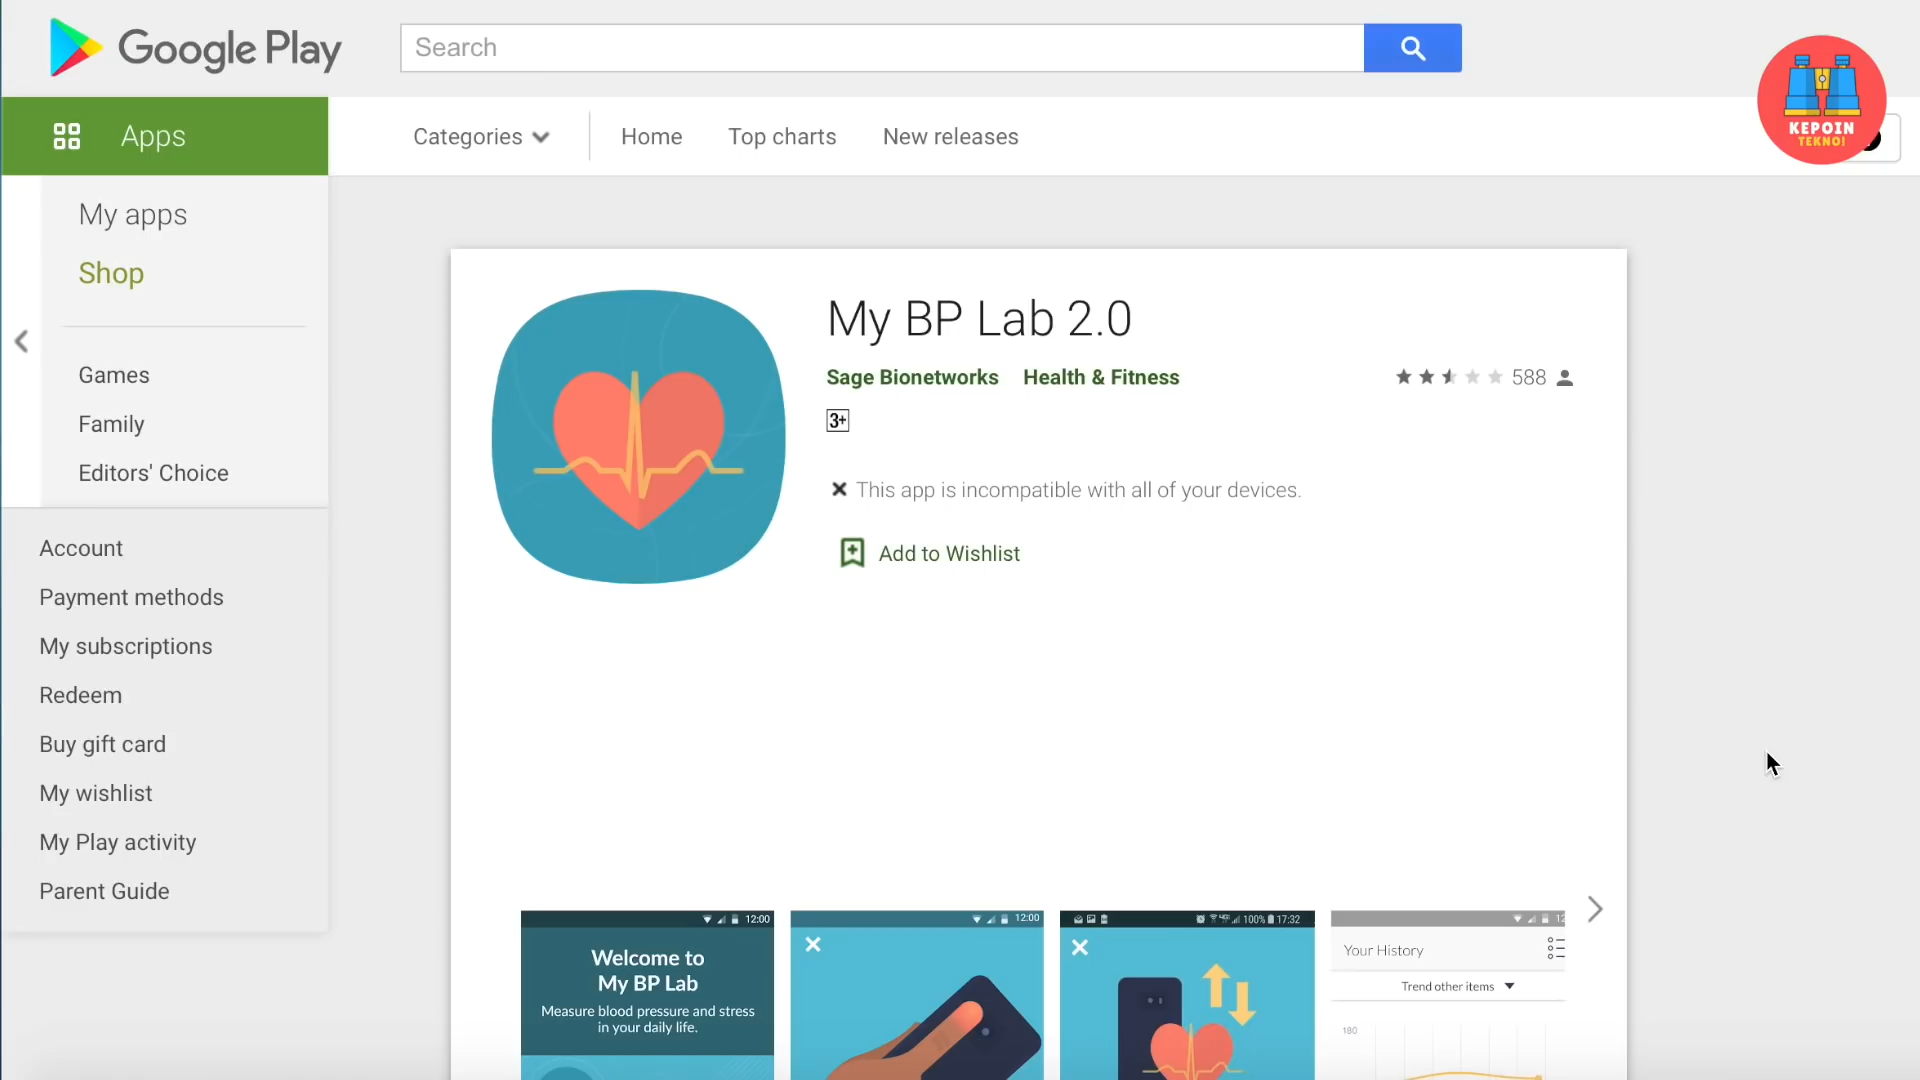 Google Play
Search
Apps
Categories
Home
Top charts
New releases
KEPOIN
TEKNO!
My apps
Shop
Games
Family
Editors' Choice
Account
Payment methods
My subscriptions
Redeem
Buy gift card
My wishlist
My Play activity
Parent Guide
My BP Lab 2.0
Sage Bionetworks Health & Fitness
588
3+
This app is incompatible with all of your devices.
Add to Wishlist
12:00
Welcome to
My BP Lab
Measure blood pressure and stress
in your daily life.
12:00
100% 17:32
12
Your History
Trend other items
180